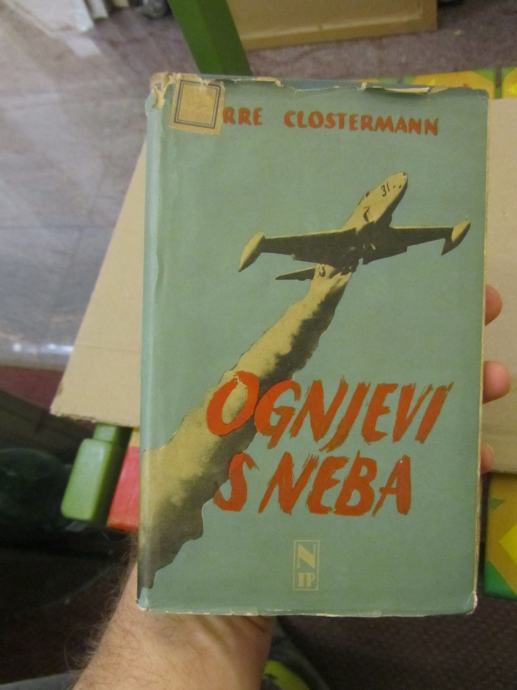 RRE CLOSTERMANN
31
OGNJEVI
S NEBA
N
IP